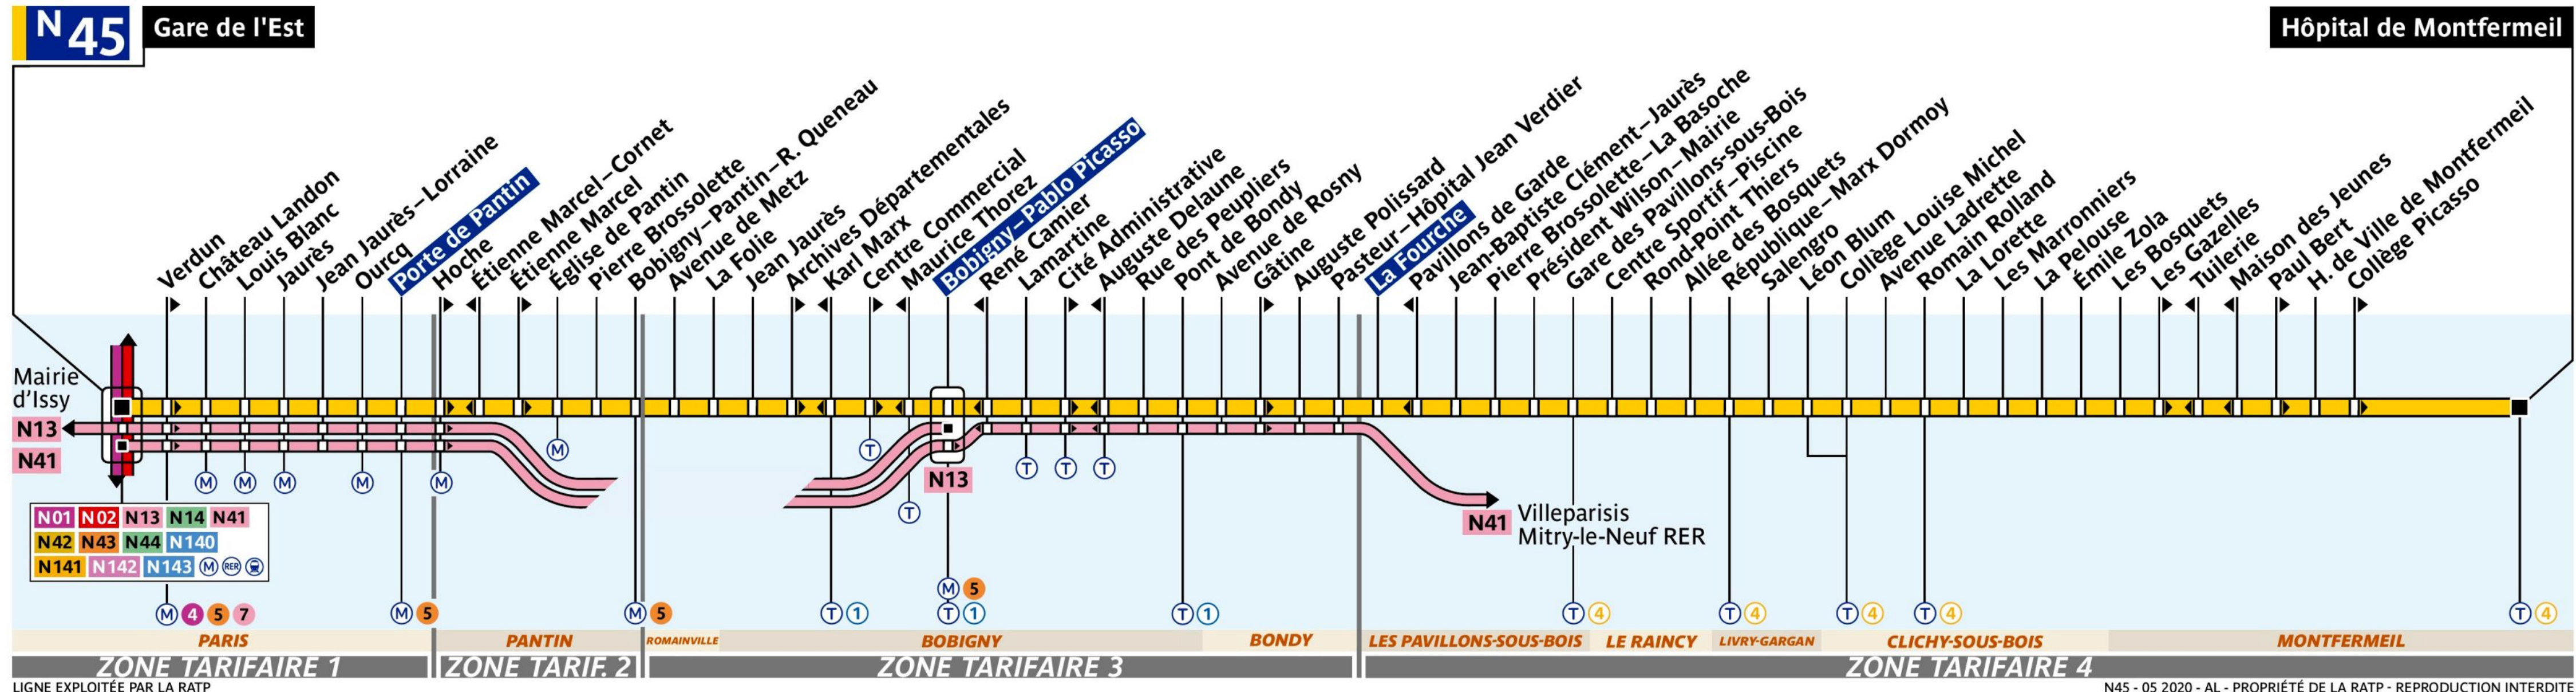 N45
Gare de l'Est
Hôpital de Montfermeil
Verdun
Château Landon
Louis Blanc
Jaurès
Jean Jaurès–Lorraine
Ourcq
Porte de Pantin
Hoche
Étienne Marcel–Cornet
Étienne Marcel
Église de Pantin
Pierre Brossolette
Bobigny–Pantin–R. Queneau
Avenue de Metz
La Folie
Jean Jaurès
Archives Départementales
Karl Marx
Centre Commercial
Maurice Thorez
Bobigny–Pablo Picasso
René Camier
Lamartine
Cité Administrative
Auguste Delaune
Rue des Peupliers
Pont de Bondy
Avenue de Rosny
Gâtine
Auguste Polissard
Pasteur–Hôpital Jean Verdier
La Fourche
Pavillons de Garde
Jean-Baptiste Clément–Jaurès
Pierre Brossolette–La Basoche
Président Wilson–Mairie
Gare des Pavillons-sous-Bois
Centre Sportif–Piscine
Rond-Point Thiers
Allée des Bosquets
République–Marx Dormoy
Salengro
Léon Blum
Collège Louise Michel
Avenue Ladrette
Romain Rolland
La Lorette
Les Marronniers
La Pelouse
Émile Zola
Les Bosquets
Les Gazelles
Tuilerie
Maison des Jeunes
Paul Bert
H. de Ville de Montfermeil
Collège Picasso
Mairie
d'Issy
N13
N41
M
M M M M M
T
T
T T T
N13
N41 Villeparisis
Mitry-le-Neuf RER
N01 N02 N13 N14 N41
N42 N43 N44 N140
N141 N142 N143 M RER
M 4 5 7
M 5
M 5
T 1
M 5
T 1
T 1
T 4
T 4
T 4
T 4
T 4
PARIS PANTIN ROMAINVILLE BOBIGNY BONDY LES PAVILLONS-SOUS-BOIS LE RAINCY LIVRY-GARGAN CLICHY-SOUS-BOIS MONTFERMEIL
ZONE TARIFAIRE 1 ZONE TARIF. 2 ZONE TARIFAIRE 3 ZONE TARIFAIRE 4
LIGNE EXPLOITÉE PAR LA RATP
N45 - 05 2020 - AL - PROPRIÉTÉ DE LA RATP - REPRODUCTION INTERDITE